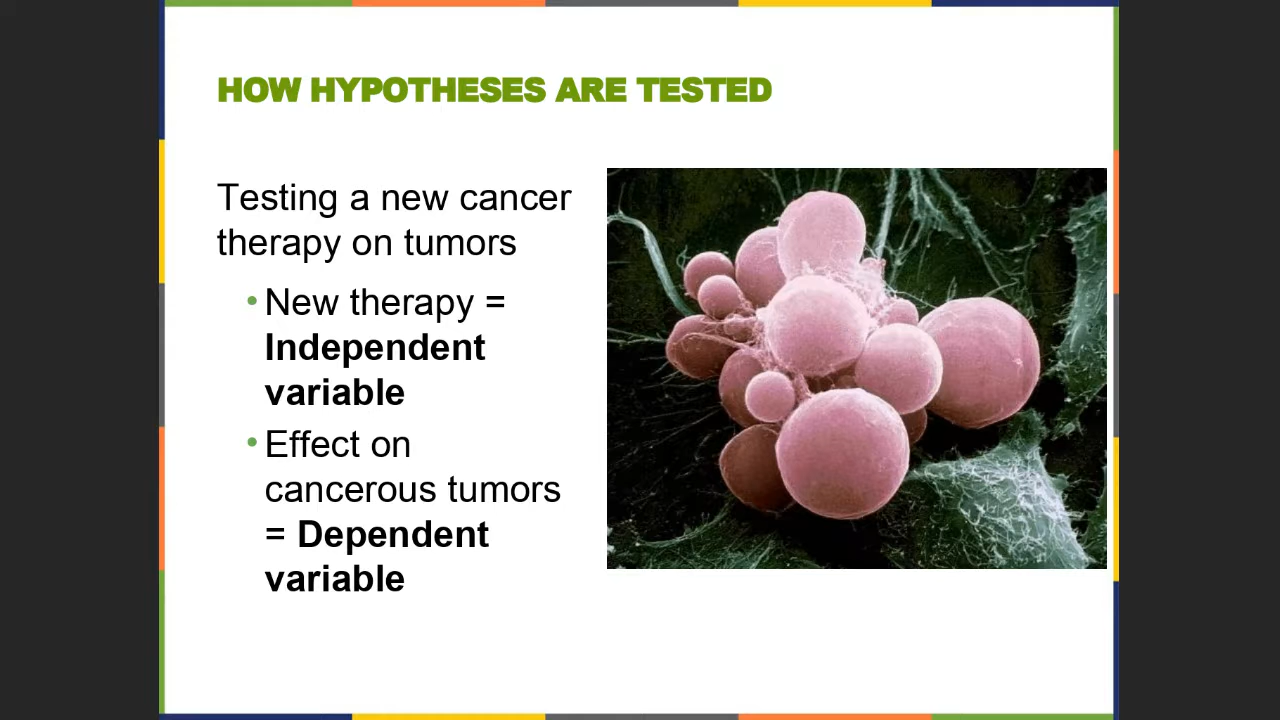 HOW HYPOTHESES ARE TESTED
Testing a new cancer
therapy on tumors
• New therapy =
Independent
variable
• Effect on
cancerous tumors
= Dependent
variable